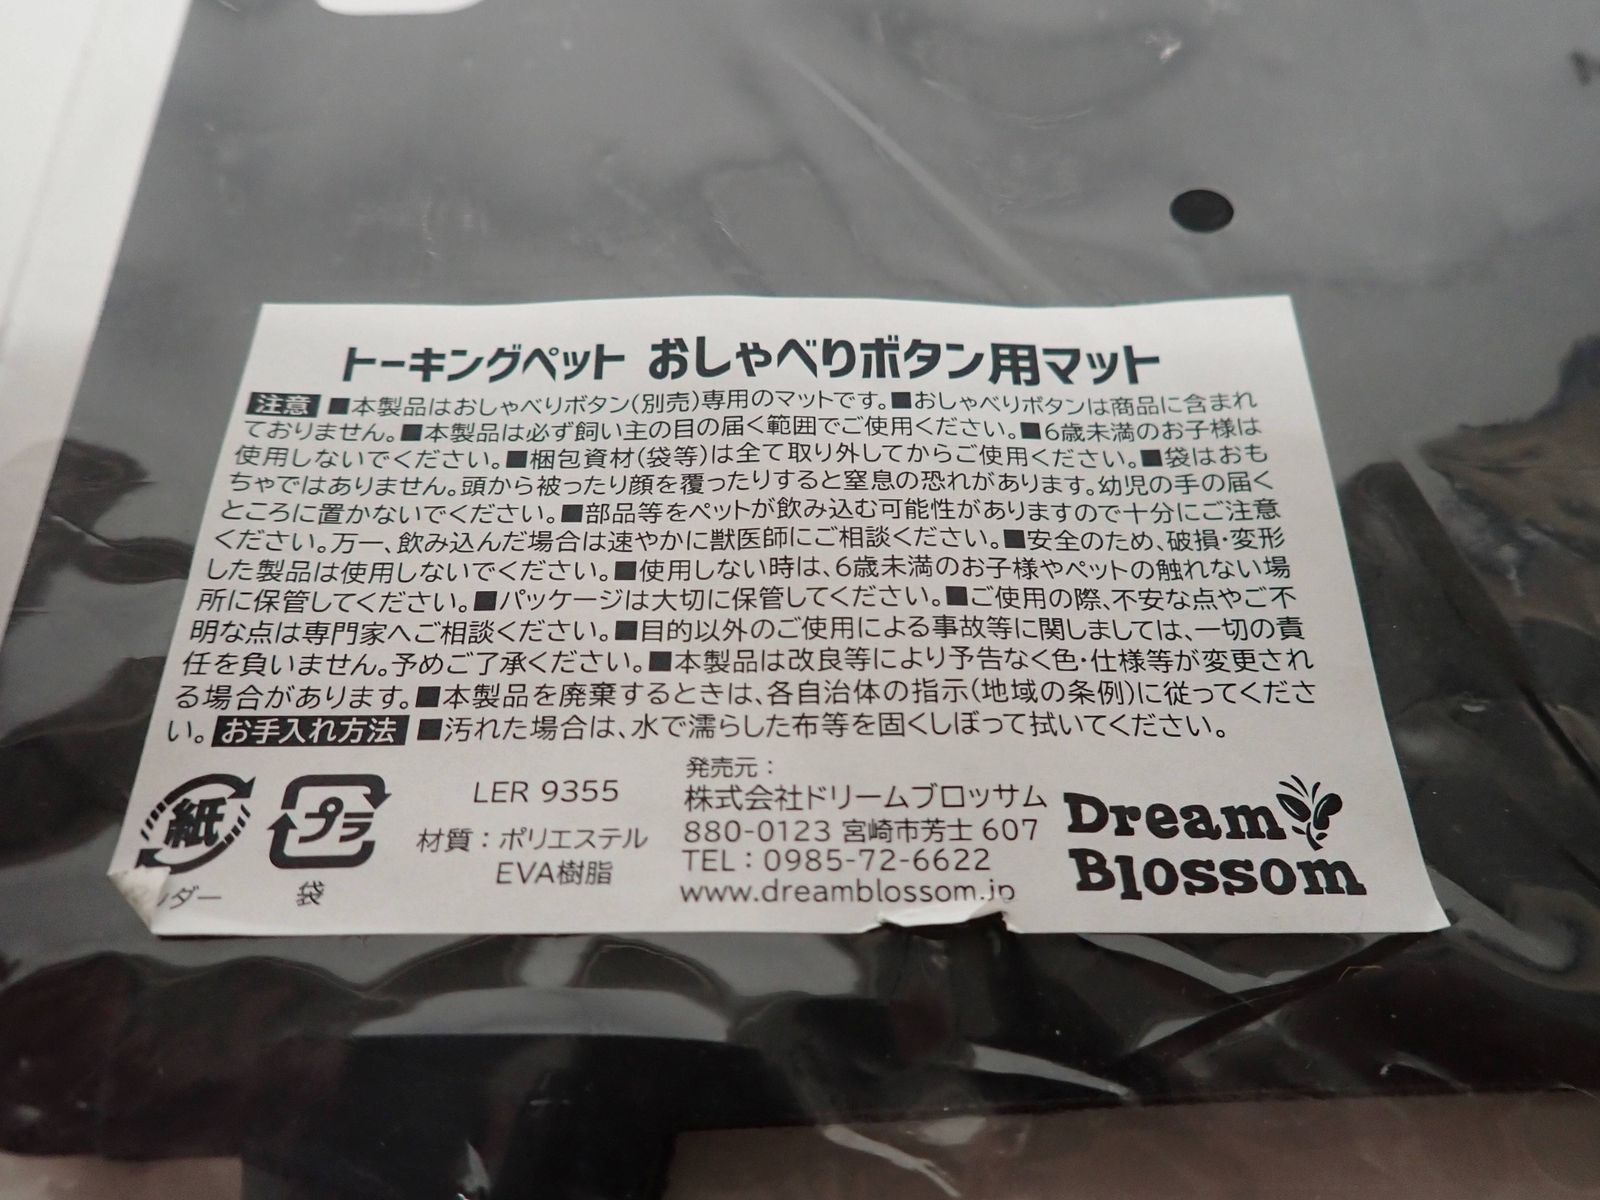 トーキングペット おしゃべりボタン用マット
注意 ■本製品はおしゃべりボタン(別売)専用のマットです。■おしゃべりボタンは商品に含まれ
ておりません。■本製品は必ず飼い主の目の届く範囲でご使用ください。■6歳未満のお子様は
使用しないでください。■梱包資材(袋等)は全て取り外してからご使用ください。■袋はおも
ちゃではありません。頭から被ったり顔を覆ったりすると窒息の恐れがあります。幼児の手の届く
ところに置かないでください。■部品等をペットが飲み込む可能性がありますので十分にご注意
ください。万一、飲み込んだ場合は速やかに獣医師にご相談ください。■安全のため、破損・変形
した製品は使用しないでください。■使用しない時は、6歳未満のお子様やペットの触れない場
所に保管してください。■パッケージは大切に保管してください。■ご使用の際、不安な点やご不
明な点は専門家へご相談ください。■目的以外のご使用による事故等に関しましては、一切の責
任を負いません。予めご了承ください。■本製品は改良等により予告なく色・仕様等が変更され
る場合があります。■本製品を廃棄するときは、各自治体の指示(地域の条例)に従ってくださ
い。お手入れ方法 ■汚れた場合は、水で濡らした布等を固くしぼって拭いてください。
紙
ダー
プラ
袋
LER 9355
材質：ポリエステル
EVA樹脂
発売元：
株式会社ドリームブロッサム
880-0123 宮崎市芳士607
TEL：0985-72-6622
www.dreamblossom.jp
Dream
Blossom